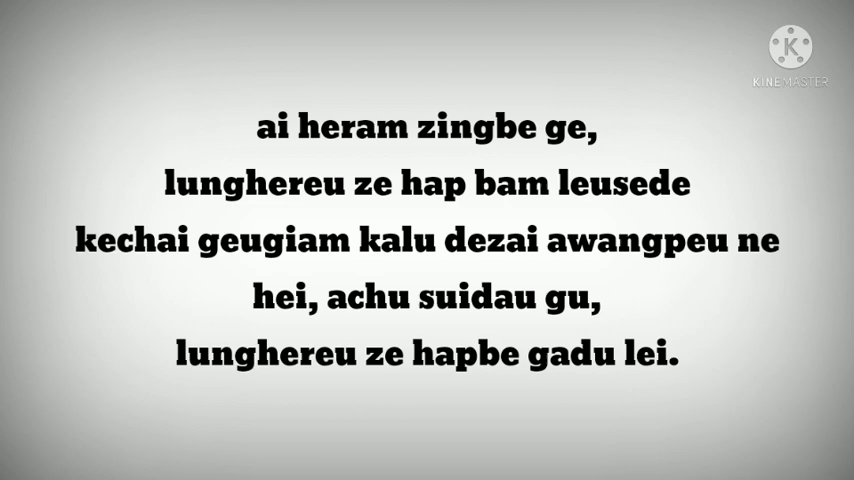 K
KINEMASTER
ai heram zingbe ge,
lunghereu ze hap bam leusede
kechai geugiam kalu dezai awangpeu ne
hei, achu suidau gu,
lunghereu ze hapbe gadu lei.